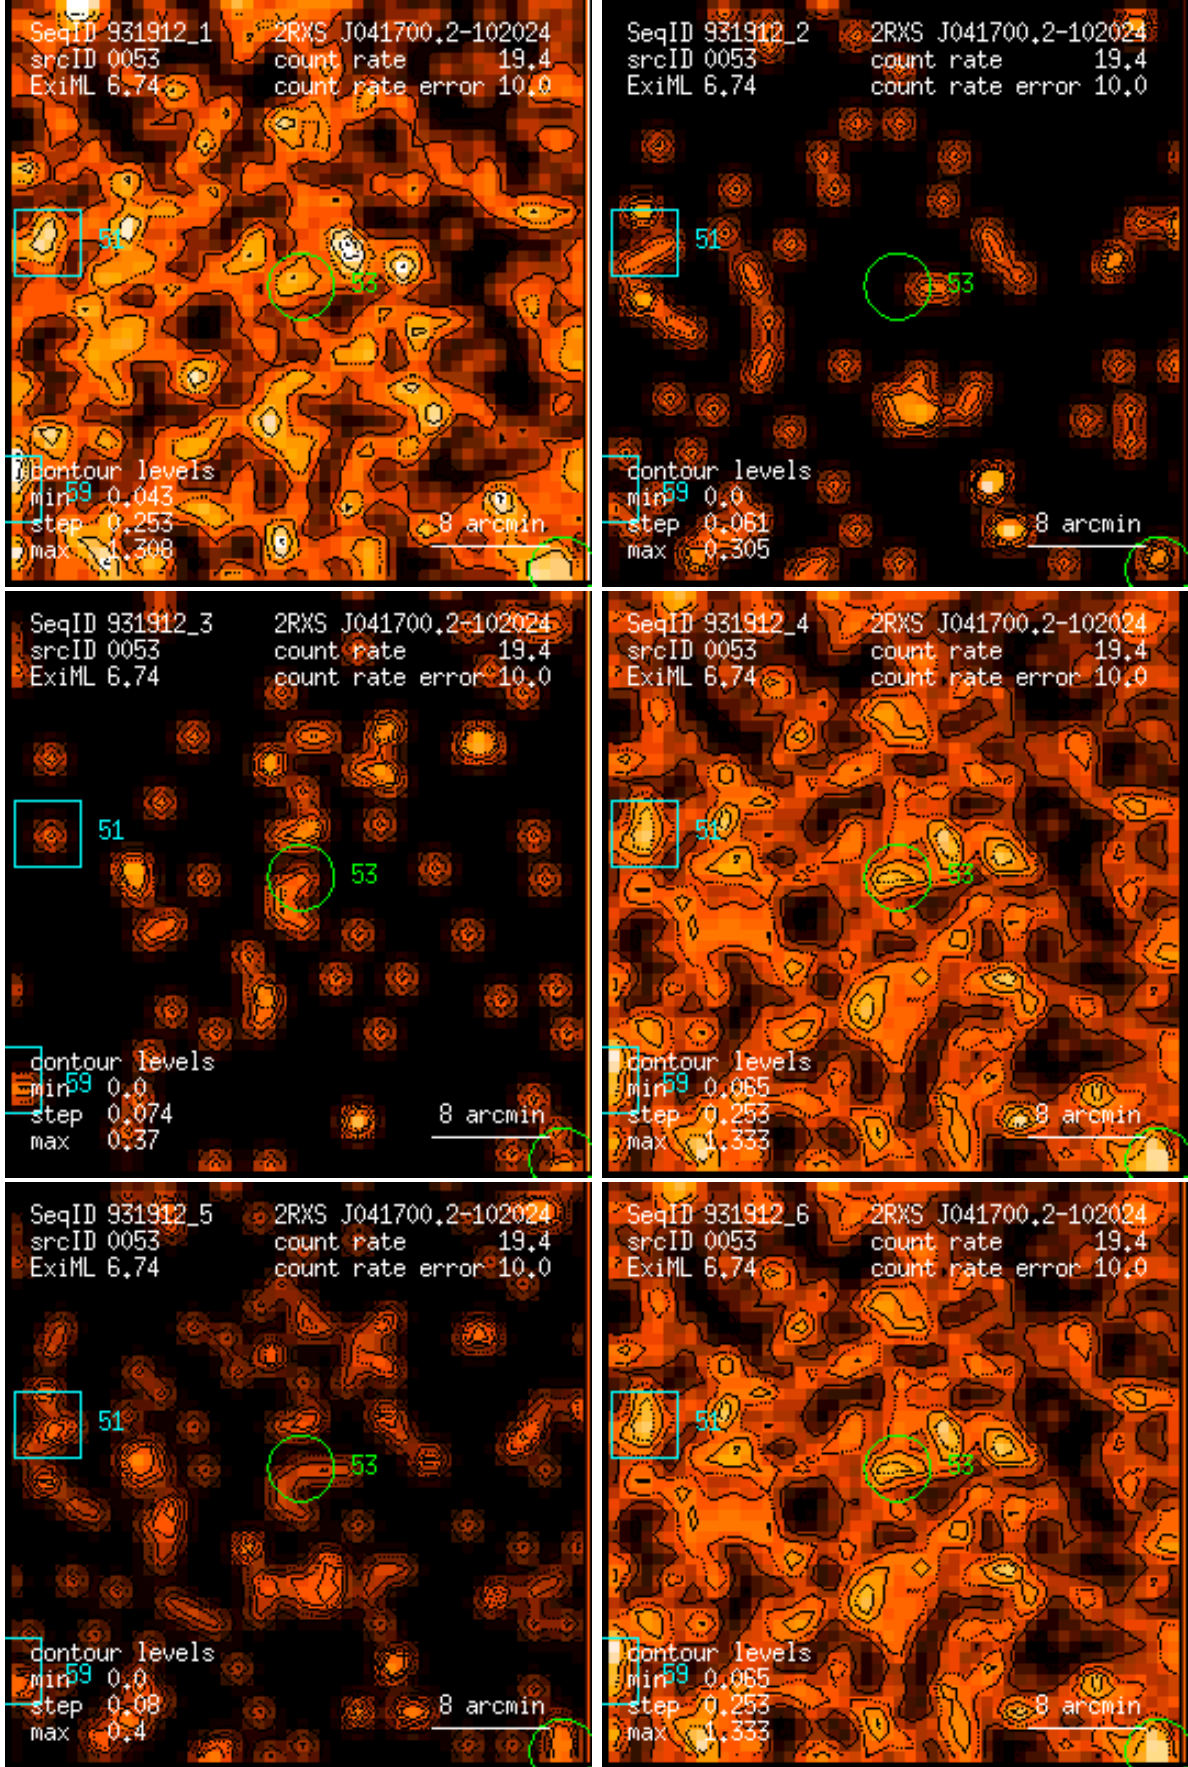 SeqID 931912_1 2RXS J041700.2-102024
srcID 0053 count rate 19.4
ExiML 6.74 count rate error 10.0
51
53
contour levels
min 0.043
59
step 0.253
8 arcmin
max 1.308
SeqID 931912_2 2RXS J041700.2-102024
srcID 0053 count rate 19.4
ExiML 6.74 count rate error 10.0
51
53
contour levels
min 0.0
59
step 0.061
8 arcmin
max 0.305
SeqID 931912_3 2RXS J041700.2-102024
srcID 0053 count rate 19.4
ExiML 6.74 count rate error 10.0
51
53
contour levels
min 0.0
59
step 0.074
8 arcmin
max 0.37
SeqID 931912_4 2RXS J041700.2-102024
srcID 0053 count rate 19.4
ExiML 6.74 count rate error 10.0
51
53
contour levels
min 0.065
59
step 0.253
8 arcmin
max 1.333
SeqID 931912_5 2RXS J041700.2-102024
srcID 0053 count rate 19.4
ExiML 6.74 count rate error 10.0
51
53
contour levels
min 0.0
59
step 0.08
8 arcmin
max 0.4
SeqID 931912_6 2RXS J041700.2-102024
srcID 0053 count rate 19.4
ExiML 6.74 count rate error 10.0
51
53
contour levels
min 0.065
59
step 0.253
8 arcmin
max 1.333